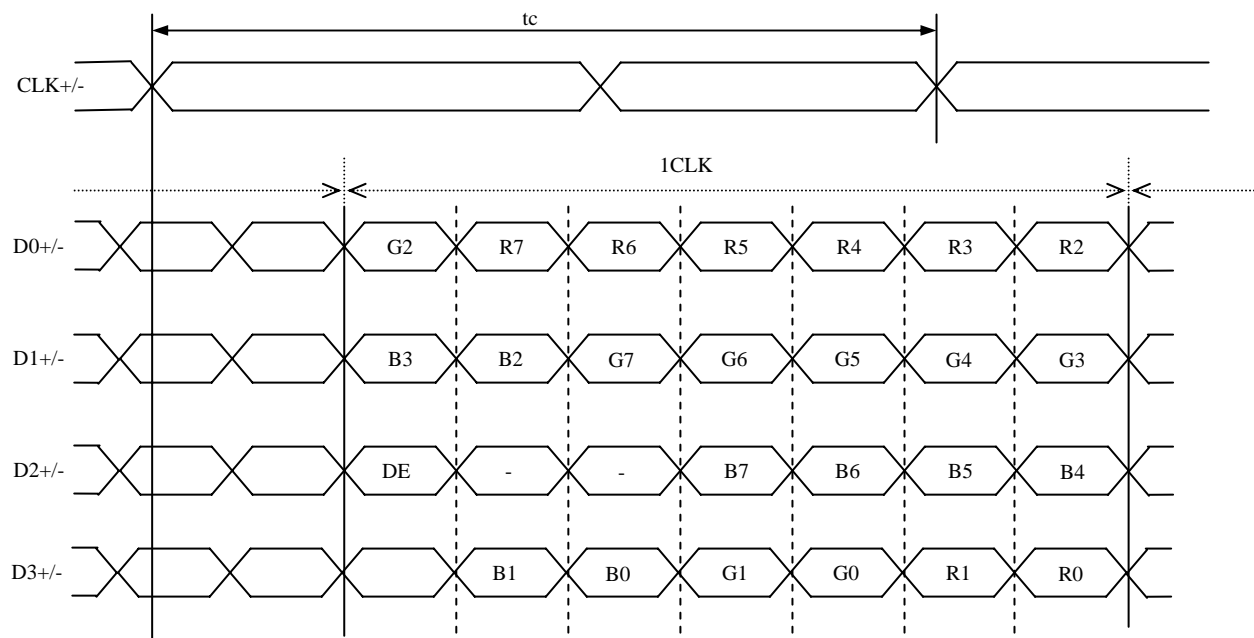 tc
CLK+/-
1CLK
D0+/- G2 R7 R6 R5 R4 R3 R2
D1+/- B3 B2 G7 G6 G5 G4 G3
D2+/- DE - - B7 B6 B5 B4
D3+/- B1 B0 G1 G0 R1 R0